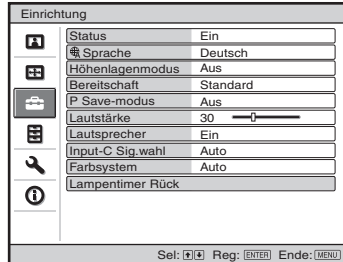 Einrichtung
Status Ein
Sprache Deutsch
Höhenlagenmodus Aus
Bereitschaft Standard
P Save-modus Aus
Lautstärke 30
Lautsprecher Ein
Input-C Sig.wahl Auto
Farbsystem Auto
Lampentimer Rück
Sel: Reg: ENTER Ende: MENU